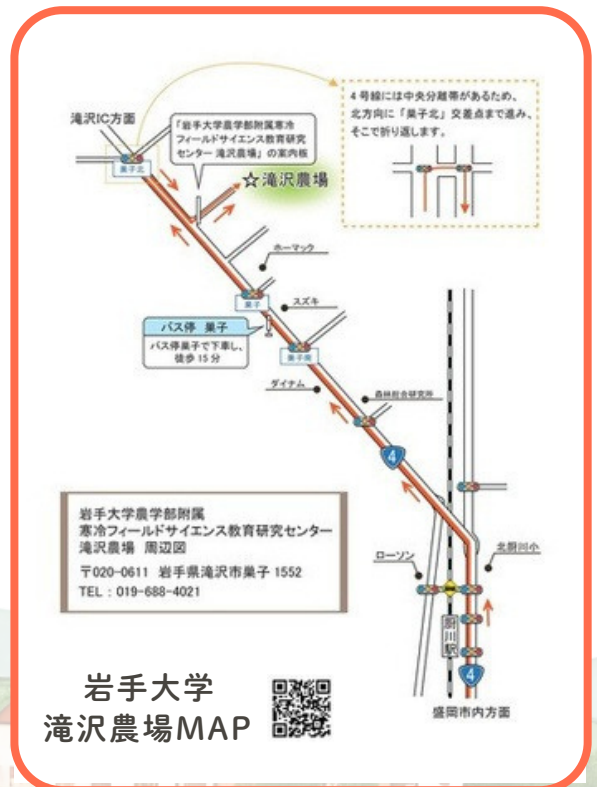 滝沢IC方面
「岩手大学農学部附属寒冷
フィールドサイエンス教育研究
センター 滝沢農場」の案内板
4号線には中央分離帯があるため、
北方向に「巣子北」交差点まで進み、
そこで折り返します。
巣子北
☆滝沢農場
ホーマック
巣子
スズキ
バス停 巣子
バス停巣子で下車し、
徒歩15分
巣子南
ダイナム
森林総合研究所
4
岩手大学農学部附属
寒冷フィールドサイエンス教育研究センター
滝沢農場 周辺図
〒020-0611 岩手県滝沢市巣子1552
TEL：019-688-4021
ローソン
北厨川小
厨川駅
4
盛岡市内方面
岩手大学
滝沢農場MAP